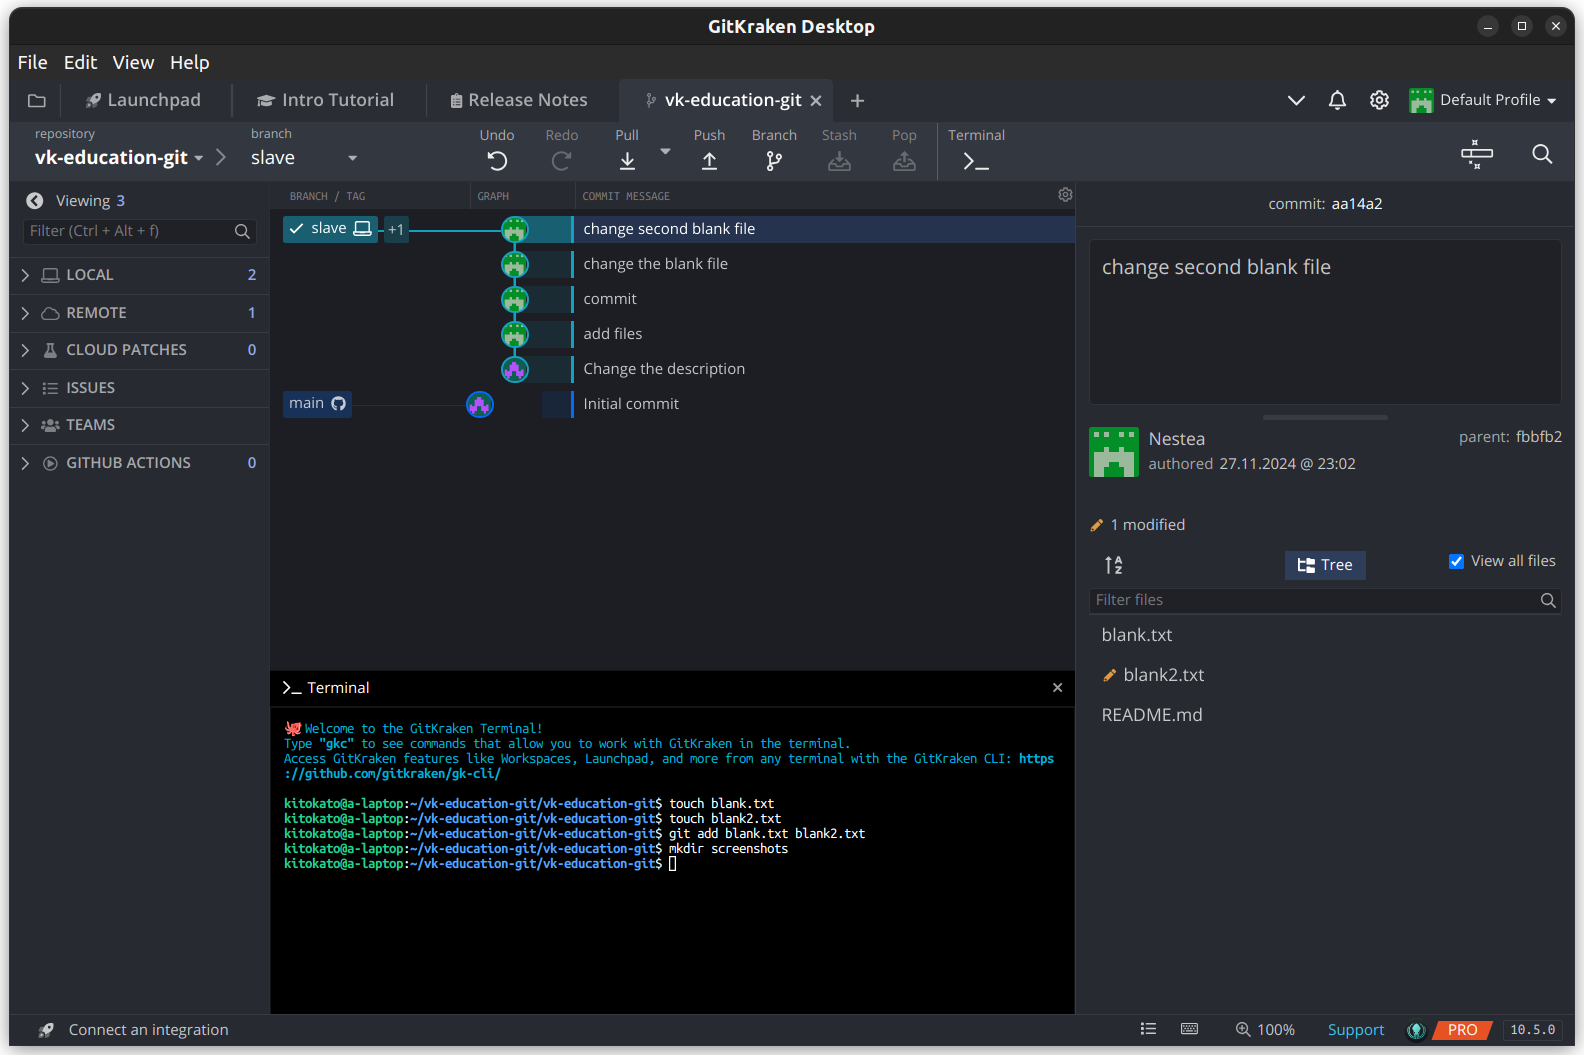 GitKraken Desktop
File Edit View Help
Launchpad
Intro Tutorial
Release Notes
vk-education-git
Default Profile
repository
vk-education-git
branch
slave
Undo
Redo
Pull
Push
Branch
Stash
Pop
Terminal
Viewing 3
Filter (Ctrl + Alt + f)
LOCAL 2
REMOTE 1
CLOUD PATCHES 0
ISSUES
TEAMS
GITHUB ACTIONS 0
BRANCH / TAG GRAPH COMMIT MESSAGE
slave +1 change second blank file
change the blank file
commit
add files
Change the description
main Initial commit
>_ Terminal
Welcome to the GitKraken Terminal!
Type "gkc" to see commands that allow you to work with GitKraken in the terminal.
Access GitKraken features like Workspaces, Launchpad, and more from any terminal with the GitKraken CLI: https
://github.com/gitkraken/gk-cli/
kitokato@a-laptop:~/vk-education-git/vk-education-git$ touch blank.txt
kitokato@a-laptop:~/vk-education-git/vk-education-git$ touch blank2.txt
kitokato@a-laptop:~/vk-education-git/vk-education-git$ git add blank.txt blank2.txt
kitokato@a-laptop:~/vk-education-git/vk-education-git$ mkdir screenshots
kitokato@a-laptop:~/vk-education-git/vk-education-git$
commit: aa14a2
change second blank file
Nestea
authored 27.11.2024 @ 23:02
parent: fbbfb2
1 modified
Tree
View all files
Filter files
blank.txt
blank2.txt
README.md
Connect an integration
100%
Support
PRO
10.5.0